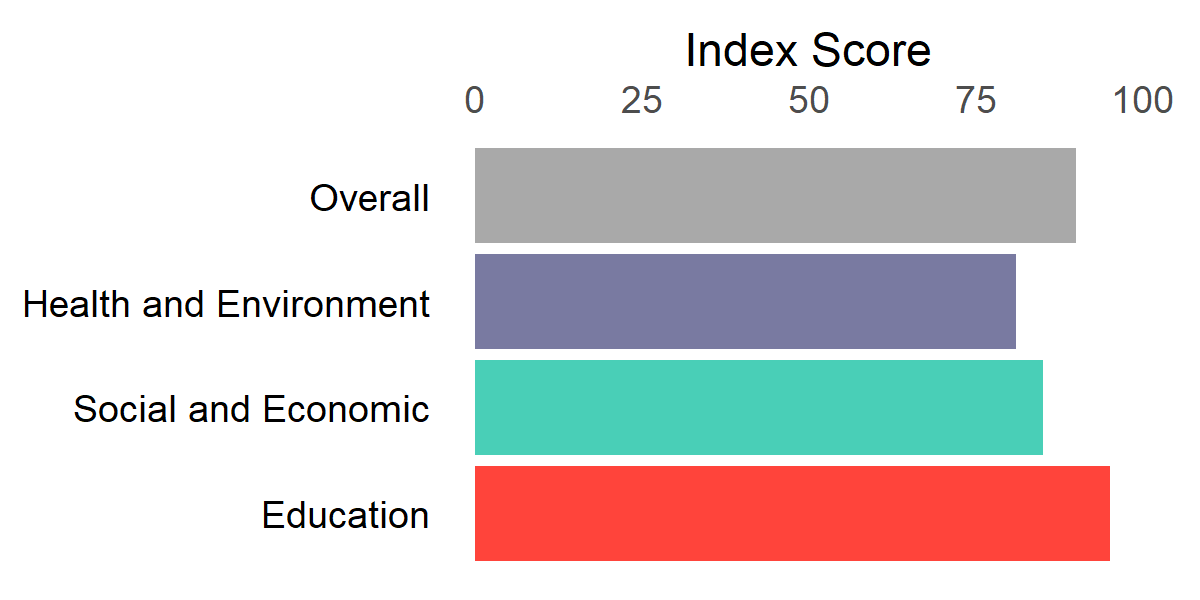 Index Score
0 25 50 75 100
Overall
Health and Environment
Social and Economic
Education